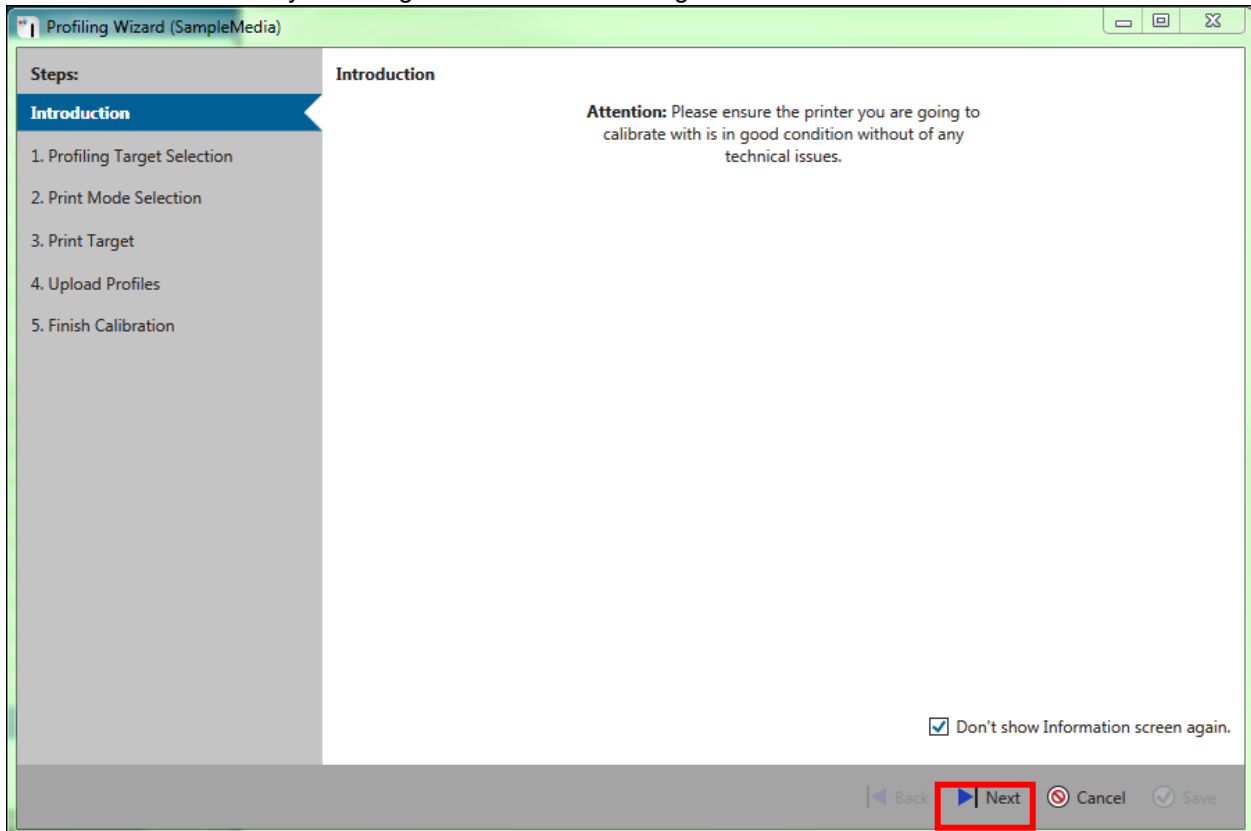 Profiling Wizard (SampleMedia)
Steps:
Introduction
1. Profiling Target Selection
2. Print Mode Selection
3. Print Target
4. Upload Profiles
5. Finish Calibration
Introduction
Attention: Please ensure the printer you are going to
calibrate with is in good condition without of any
technical issues.
Don't show Information screen again.
Back Next Cancel Save